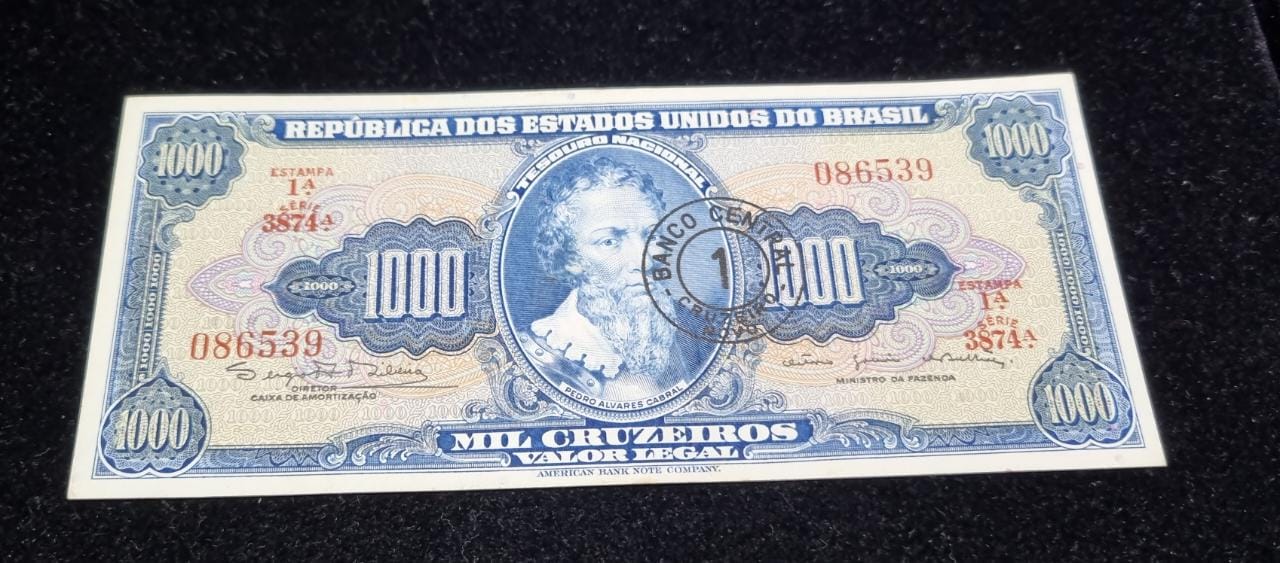 REPÚBLICA DOS ESTADOS UNIDOS DO BRASIL
TESOURO NACIONAL
1000
1000
ESTAMPA
1ª
SÉRIE
3874ª
086539
1000
1000
BANCO CENTRAL
1
CRUZEIRO
NOVO
1000
1000
ESTAMPA
1ª
SÉRIE
3874ª
086539
DIRETOR
CAIXA DE AMORTIZAÇÃO
PEDRO ALVARES CABRAL
MINISTRO DA FAZENDA
1000
1000
MIL CRUZEIROS
VALOR LEGAL
AMERICAN BANK NOTE COMPANY.